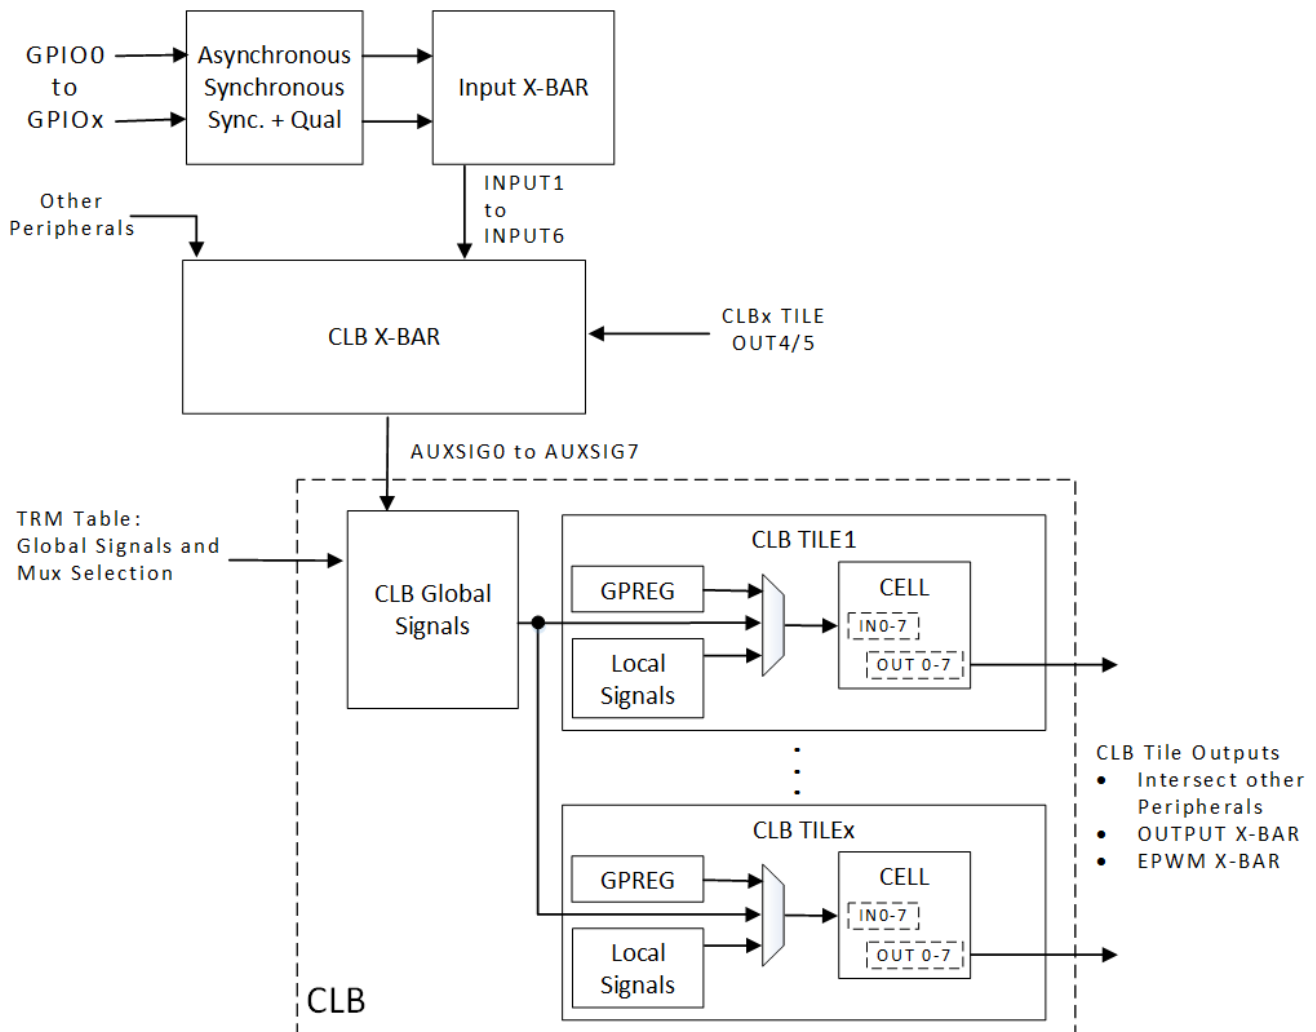 GPIO0
to
GPIOx
Asynchronous
Synchronous
Sync. + Qual
Input X-BAR
Other
Peripherals
INPUT1
to
INPUT6
CLB X-BAR
CLBx TILE
OUT4/5
AUXSIG0 to AUXSIG7
TRM Table:
Global Signals and
Mux Selection
CLB Global
Signals
CLB TILE1
GPREG
Local
Signals
CELL
IN0-7
OUT 0-7
CLB TILEx
GPREG
Local
Signals
CELL
IN0-7
OUT 0-7
CLB Tile Outputs
• Intersect other
Peripherals
• OUTPUT X-BAR
• EPWM X-BAR
CLB